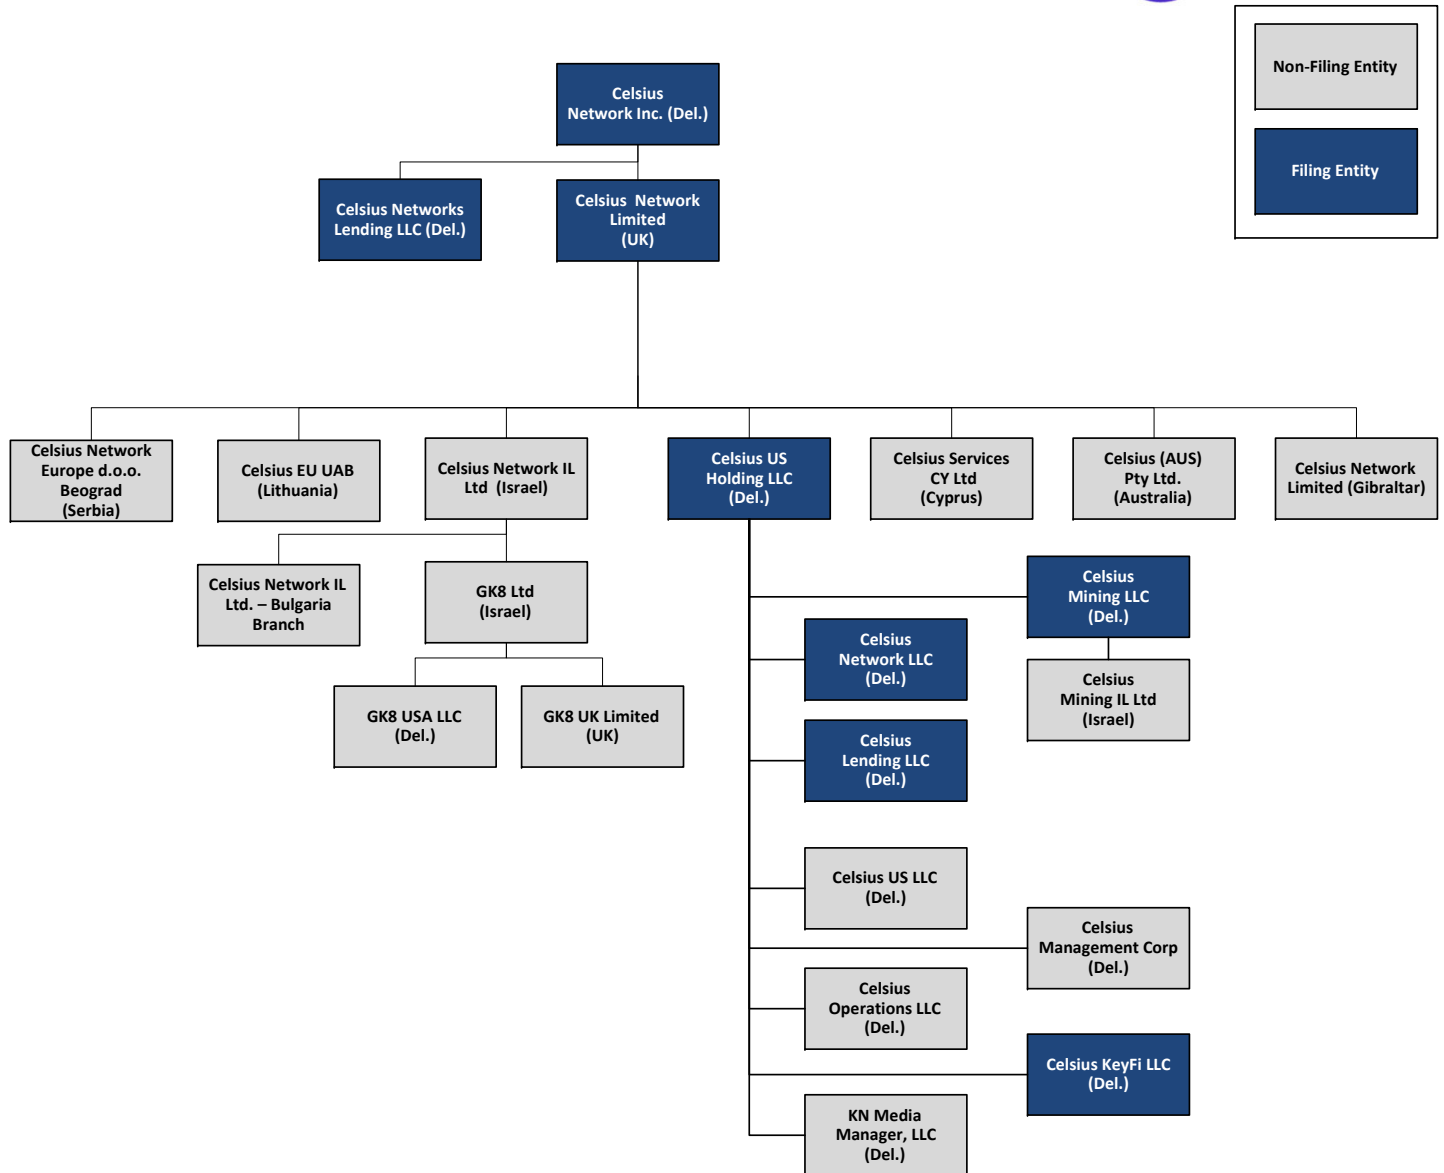 Non-Filing Entity
Filing Entity
Celsius
Network Inc. (Del.)
Celsius Networks
Lending LLC (Del.)
Celsius Network
Limited
(UK)
Celsius Network
Europe d.o.o.
Beograd
(Serbia)
Celsius EU UAB
(Lithuania)
Celsius Network IL
Ltd (Israel)
Celsius US
Holding LLC
(Del.)
Celsius Services
CY Ltd
(Cyprus)
Celsius (AUS)
Pty Ltd.
(Australia)
Celsius Network
Limited (Gibraltar)
Celsius Network IL
Ltd. – Bulgaria
Branch
GK8 Ltd
(Israel)
GK8 USA LLC
(Del.)
GK8 UK Limited
(UK)
Celsius
Mining LLC
(Del.)
Celsius
Network LLC
(Del.)
Celsius
Mining IL Ltd
(Israel)
Celsius
Lending LLC
(Del.)
Celsius US LLC
(Del.)
Celsius
Management Corp
(Del.)
Celsius
Operations LLC
(Del.)
Celsius KeyFi LLC
(Del.)
KN Media
Manager, LLC
(Del.)